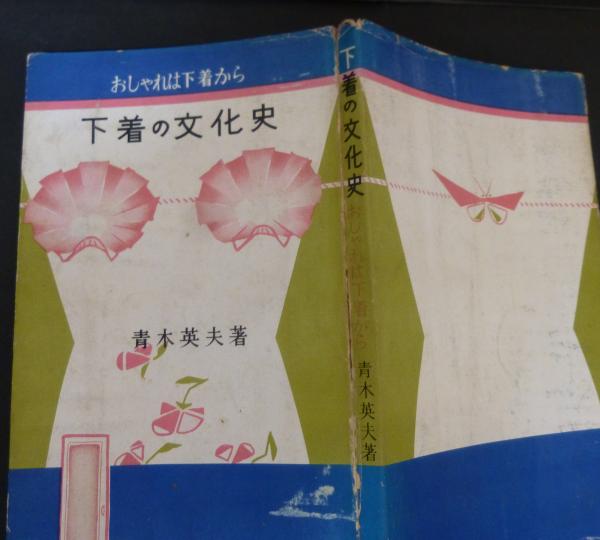 おしゃれは下着から
下着の文化史
青木英夫著
下着の文化史
おしゃれは下着から
青木英夫著